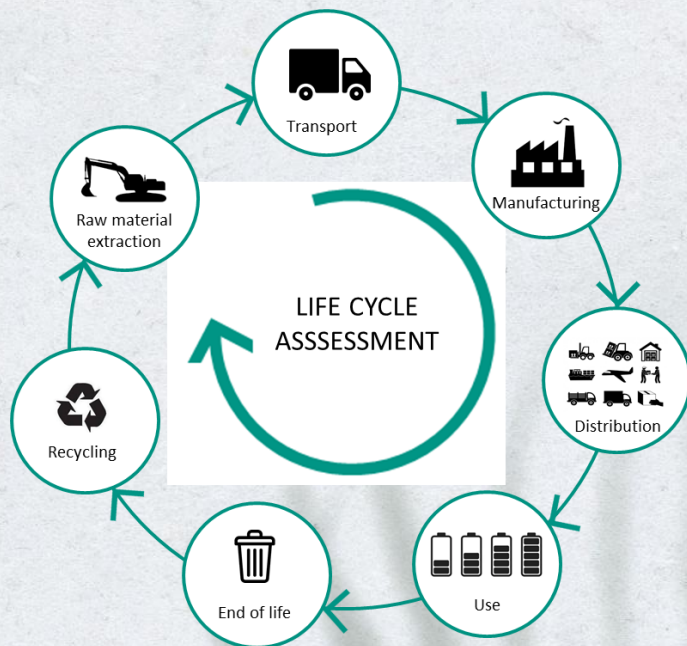 Transport
Manufacturing
Raw material
extraction
LIFE CYCLE
ASSSESSMENT
Distribution
Recycling
Use
End of life